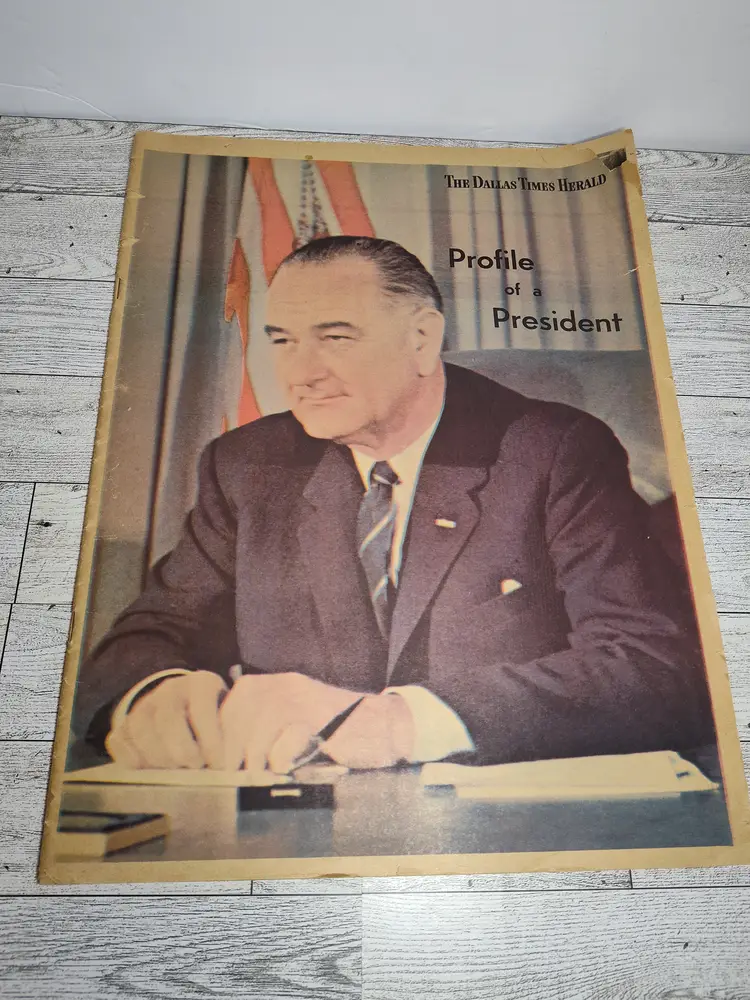 THE DALLAS TIMES HERALD
Profile
of a
President